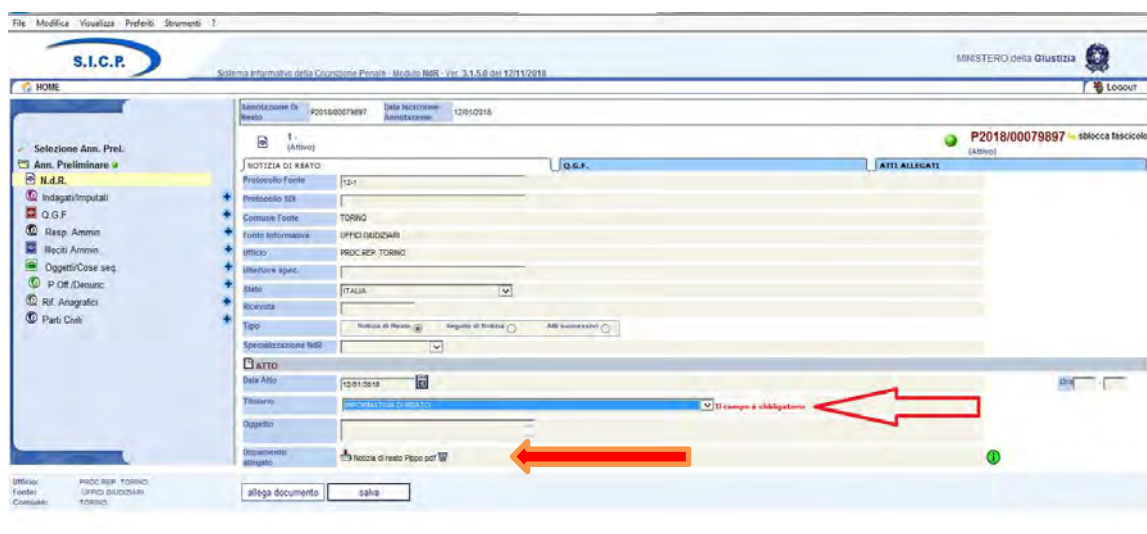 File Modifica Visualizza Preferiti Strumenti ?
S.I.C.P.
Sistema Informativo della Cognizione Penale - Modulo NdR - Ver. 3.1.5.0 del 12/11/2018
MINISTERO della Giustizia
HOME
LOGOUT
Annotazione Di Reato P2018/00079897 Data Iscrizione Annotazione 12/01/2018
1 -
(Attivo)
P2018/00079897 sblocca fascicolo
(Attivo)
Selezione Ann. Prel.
Ann. Preliminare
N.d.R.
Indagati/Imputati
Q.G.F.
Resp. Ammin.
Illeciti Ammin.
Oggetti/Cose seq.
P.Off./Denunc.
Rif. Anagrafici
Parti Civili
NOTIZIA DI REATO Q.G.F. ATTI ALLEGATI
Protocollo Fonte 12-1
Protocollo SDI
Comune Fonte TORINO
Fonte Informativa UFFICI GIUDIZIARI
Ufficio PROC.REP. TORINO
Ulteriore spec.
Stato ITALIA
Ricevuta
Tipo Notizia di Reato Seguito di Notizia Atti successivi
Specializzazione NdR
ATTO
Data Atto 12/01/2018 Ora
Titolario INFORMATIVA DI REATO Il campo è obbligatorio
Oggetto
Documento allegato Notizia di reato Pippo.pdf
allega documento salva
Ufficio: PROC.REP. TORINO
Fonte: UFFICI GIUDIZIARI
Comune: TORINO